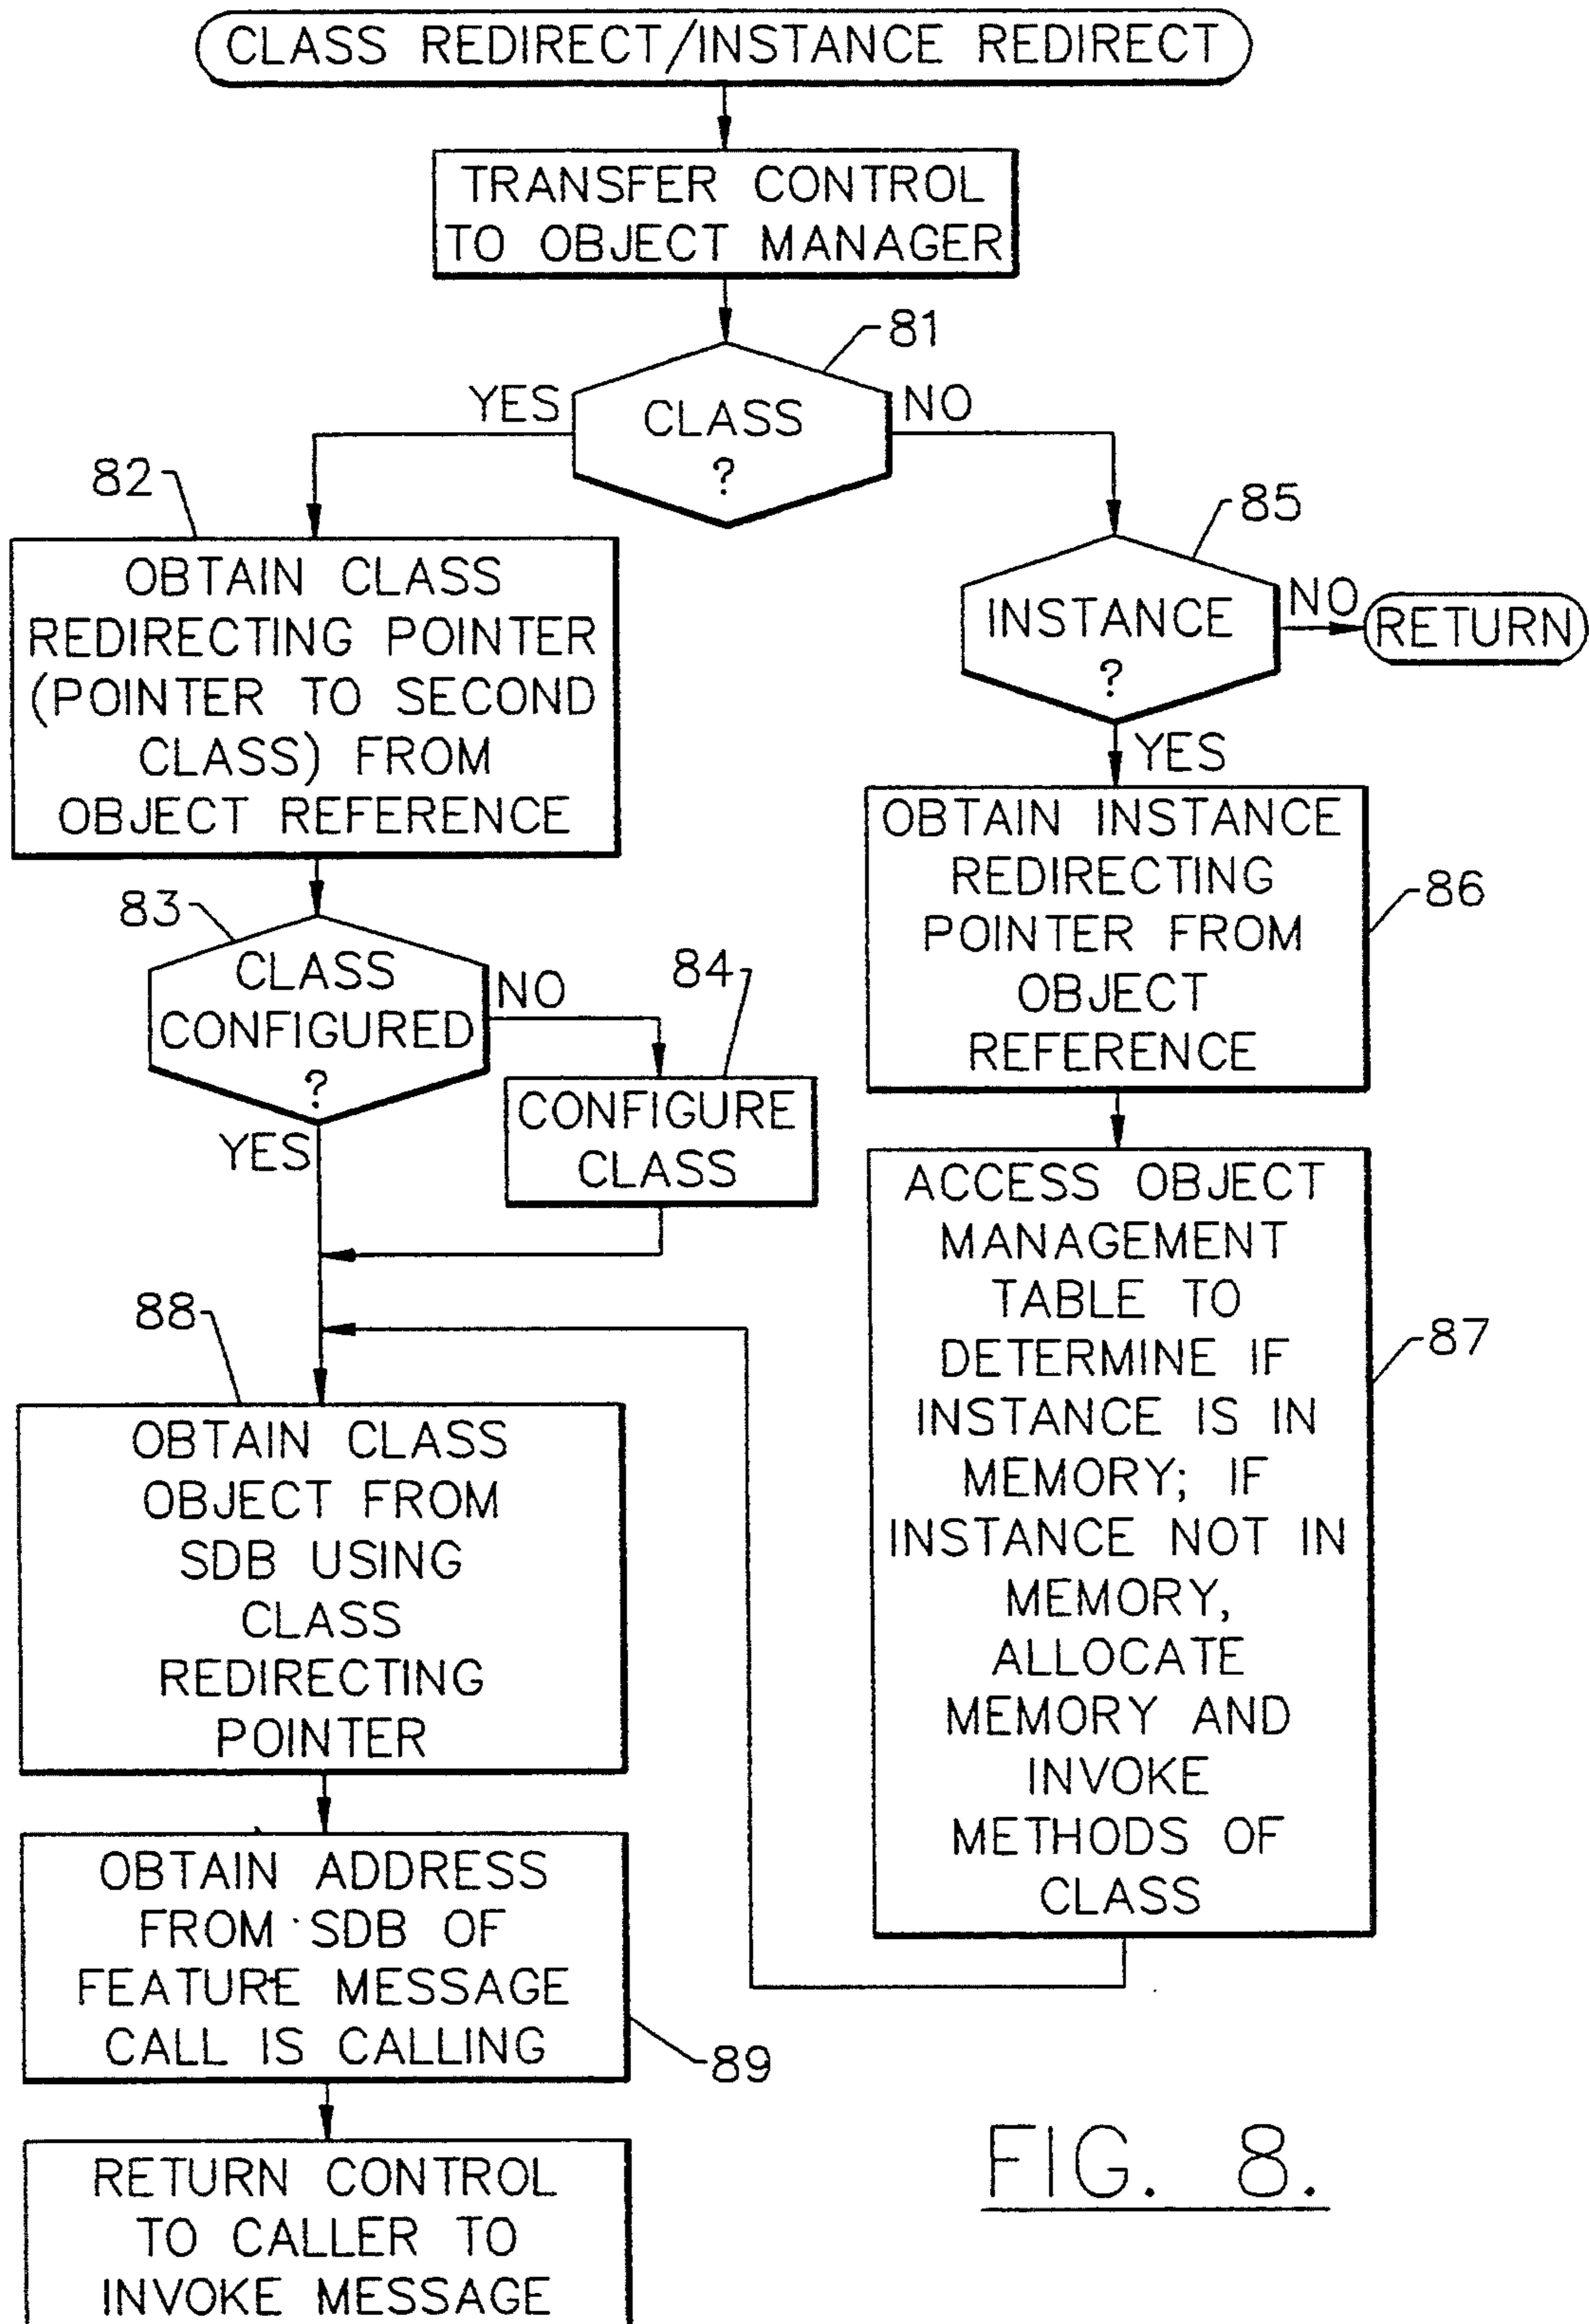 CLASS REDIRECT/INSTANCE REDIRECT
TRANSFER CONTROL
TO OBJECT MANAGER
81
YES
CLASS
?
NO
82
OBTAIN CLASS
REDIRECTING POINTER
(POINTER TO SECOND
CLASS) FROM
OBJECT REFERENCE
85
INSTANCE
?
NO
RETURN
YES
83
CLASS
CONFIGURED
?
NO
YES
84
CONFIGURE
CLASS
OBTAIN INSTANCE
REDIRECTING
POINTER FROM
OBJECT
REFERENCE
86
ACCESS OBJECT
MANAGEMENT
TABLE TO
DETERMINE IF
INSTANCE IS IN
MEMORY; IF
INSTANCE NOT IN
MEMORY,
ALLOCATE
MEMORY AND
INVOKE
METHODS OF
CLASS
87
88
OBTAIN CLASS
OBJECT FROM
SDB USING
CLASS
REDIRECTING
POINTER
OBTAIN ADDRESS
FROM SDB OF
FEATURE MESSAGE
CALL IS CALLING
89
RETURN CONTROL
TO CALLER TO
INVOKE MESSAGE
FIG. 8.